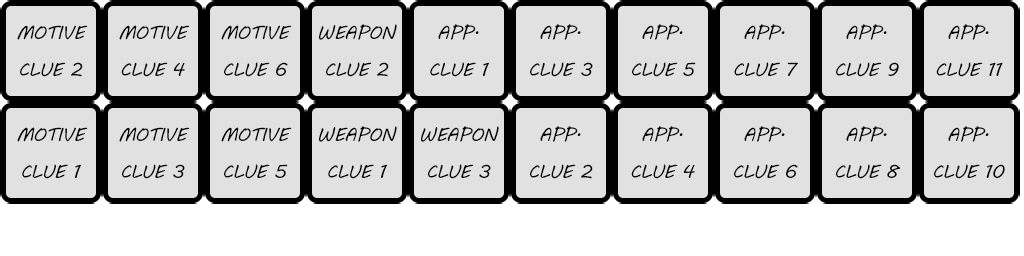 MOTIVE
CLUE 2
MOTIVE
CLUE 4
MOTIVE
CLUE 6
WEAPON
CLUE 2
APP.
CLUE 1
APP.
CLUE 3
APP.
CLUE 5
APP.
CLUE 7
APP.
CLUE 9
APP.
CLUE 11
MOTIVE
CLUE 1
MOTIVE
CLUE 3
MOTIVE
CLUE 5
WEAPON
CLUE 1
WEAPON
CLUE 3
APP.
CLUE 2
APP.
CLUE 4
APP.
CLUE 6
APP.
CLUE 8
APP.
CLUE 10